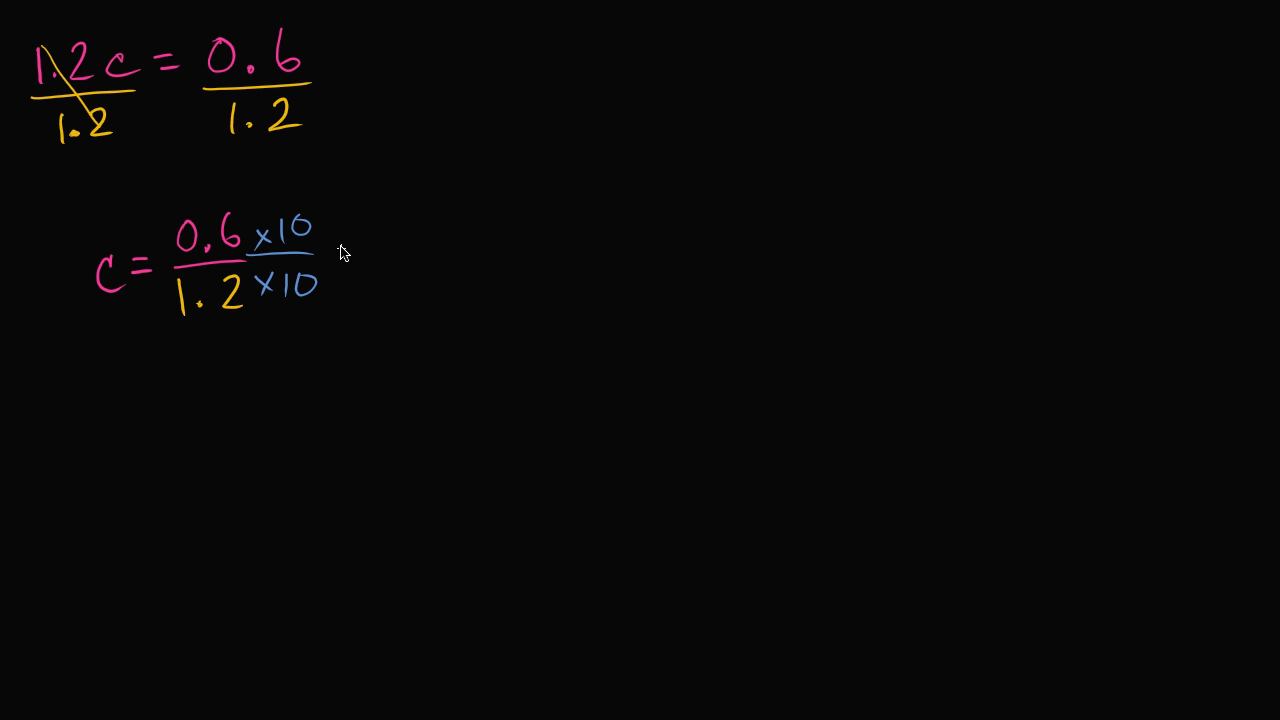 1.2c = 0.6
1.2 1.2
c = 0.6 ×10
1.2 ×10